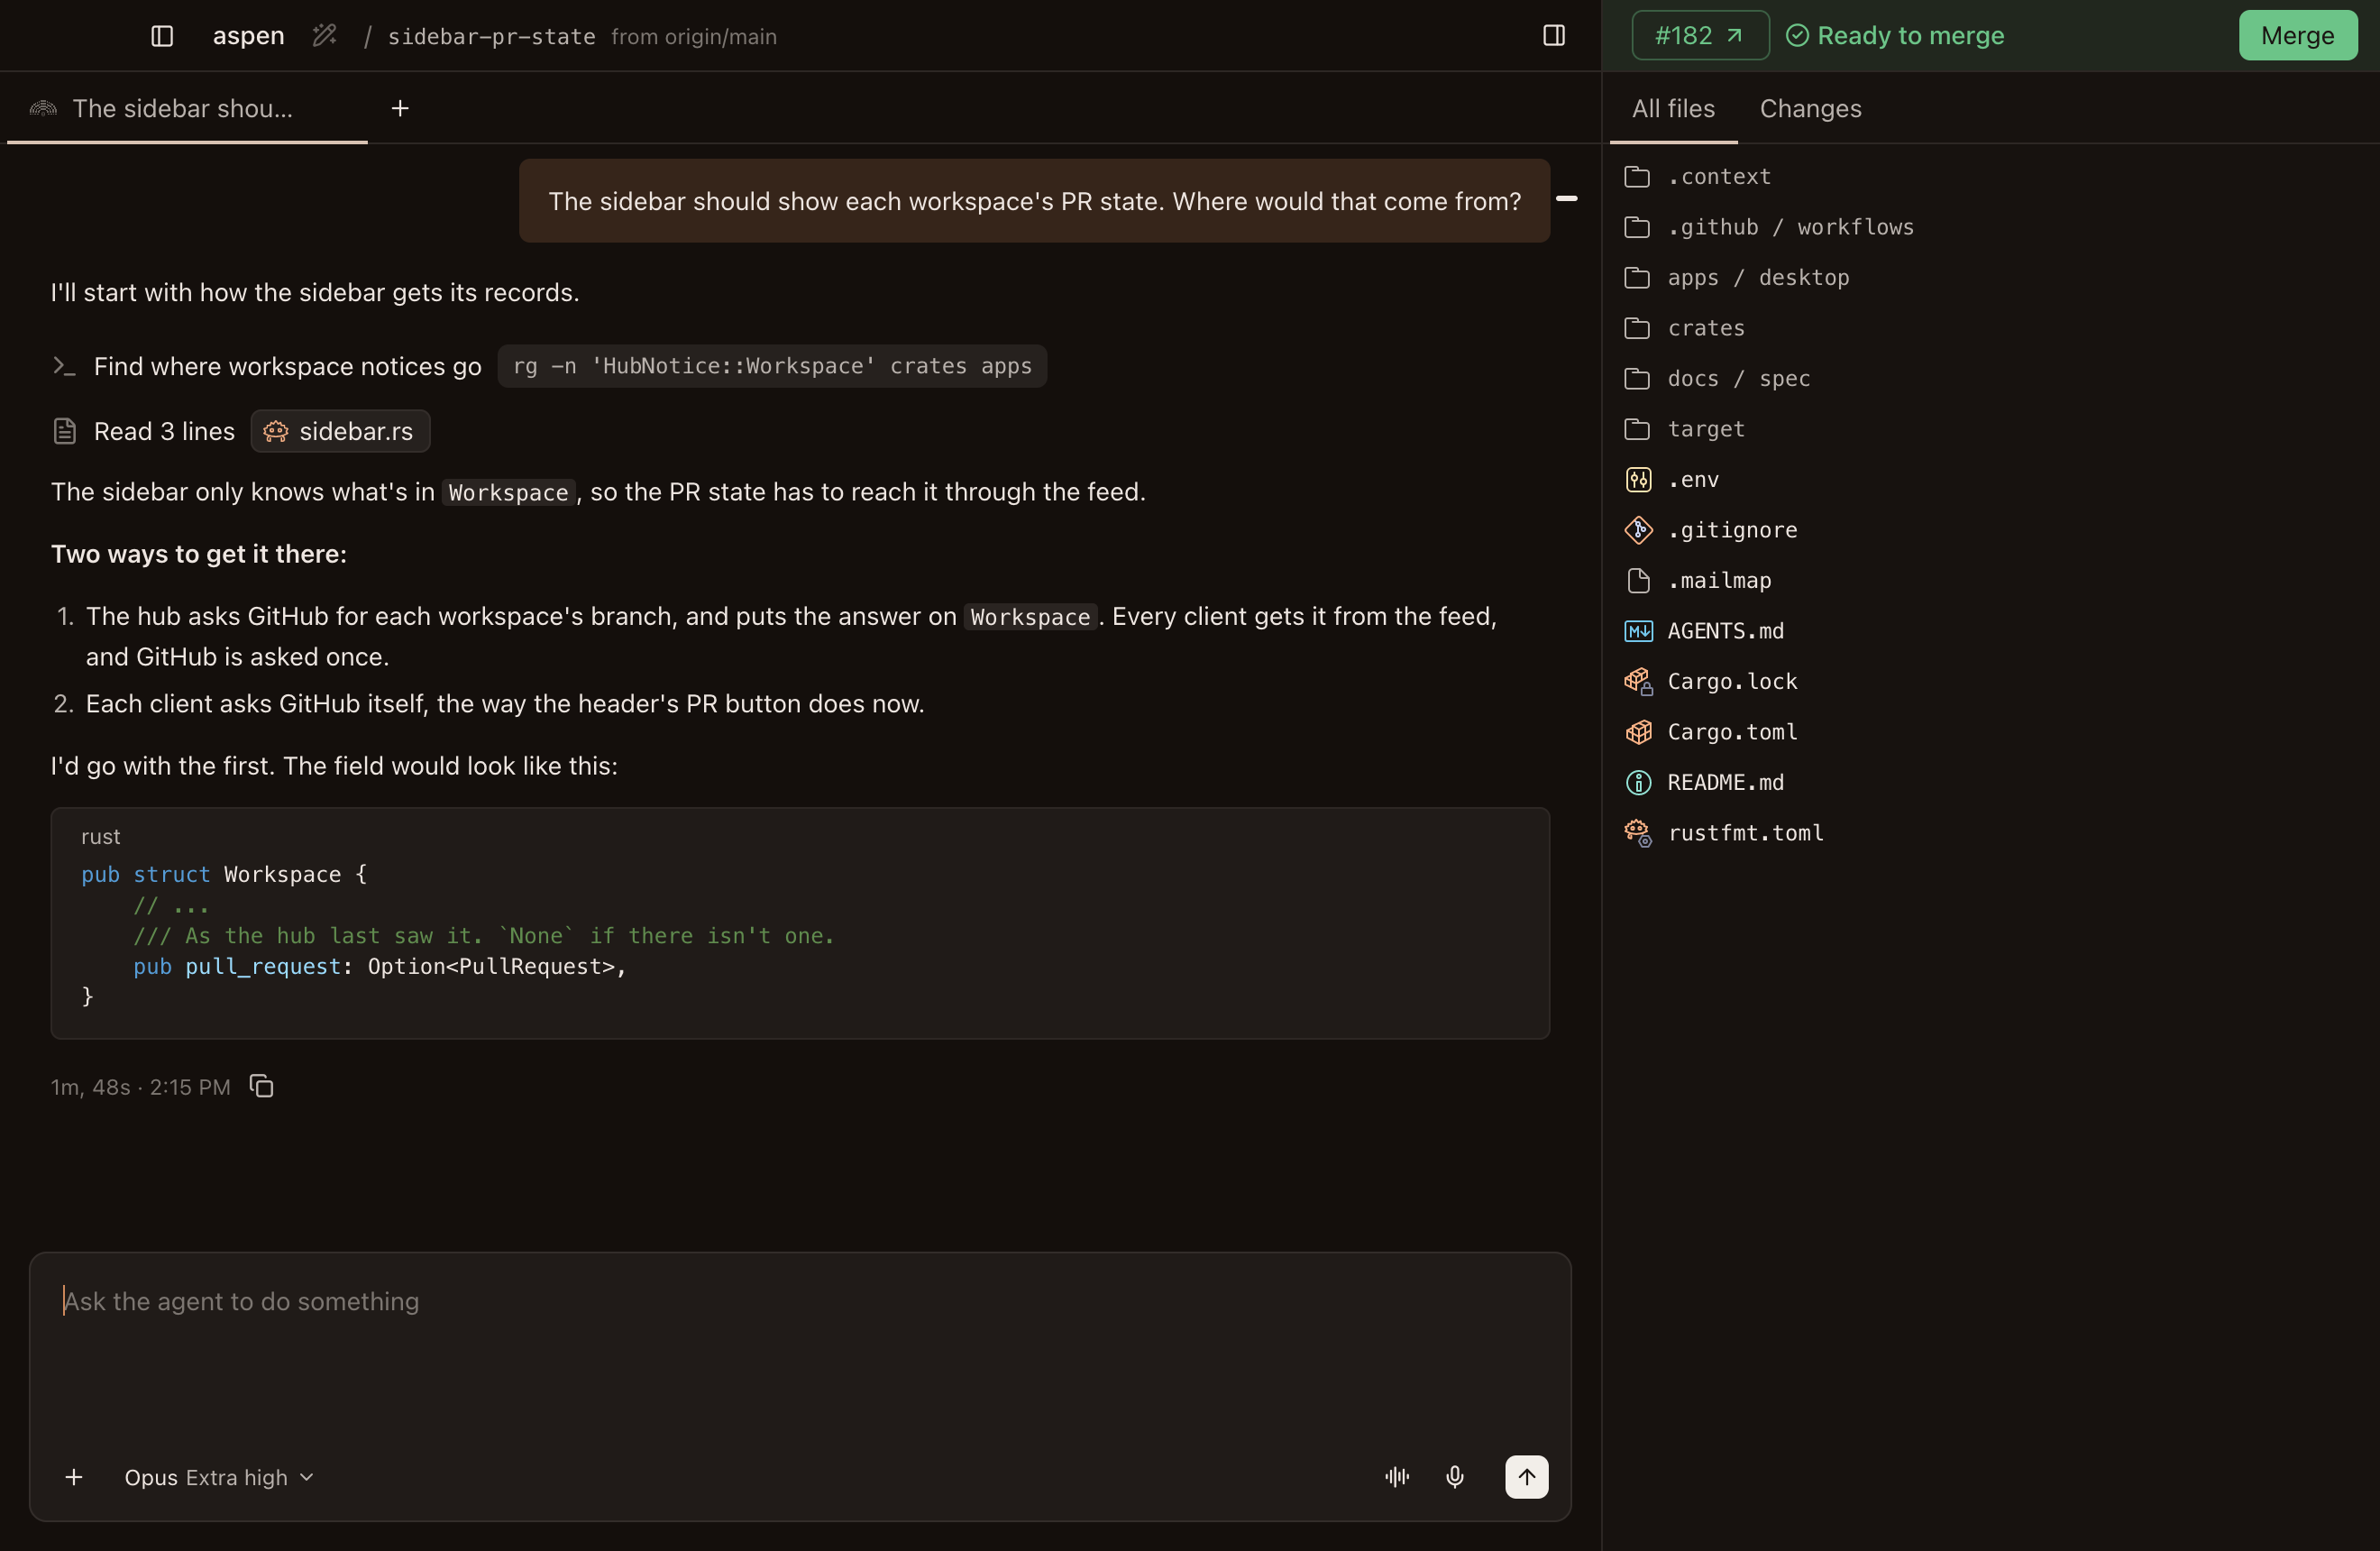 aspen / sidebar-pr-state from origin/main
#182 Ready to merge Merge
The sidebar shou...
All files Changes
The sidebar should show each workspace's PR state. Where would that come from?
I'll start with how the sidebar gets its records.
Find where workspace notices go rg -n 'HubNotice::Workspace' crates apps
Read 3 lines sidebar.rs
The sidebar only knows what's in Workspace, so the PR state has to reach it through the feed.
Two ways to get it there:
1. The hub asks GitHub for each workspace's branch, and puts the answer on Workspace. Every client gets it from the feed,
and GitHub is asked once.
2. Each client asks GitHub itself, the way the header's PR button does now.
I'd go with the first. The field would look like this:
rust
pub struct Workspace {
    // ...
    /// As the hub last saw it. `None` if there isn't one.
    pub pull_request: Option<PullRequest>,
}
1m, 48s · 2:15 PM
Ask the agent to do something
Opus Extra high
.context
.github / workflows
apps / desktop
crates
docs / spec
target
.env
.gitignore
.mailmap
AGENTS.md
Cargo.lock
Cargo.toml
README.md
rustfmt.toml